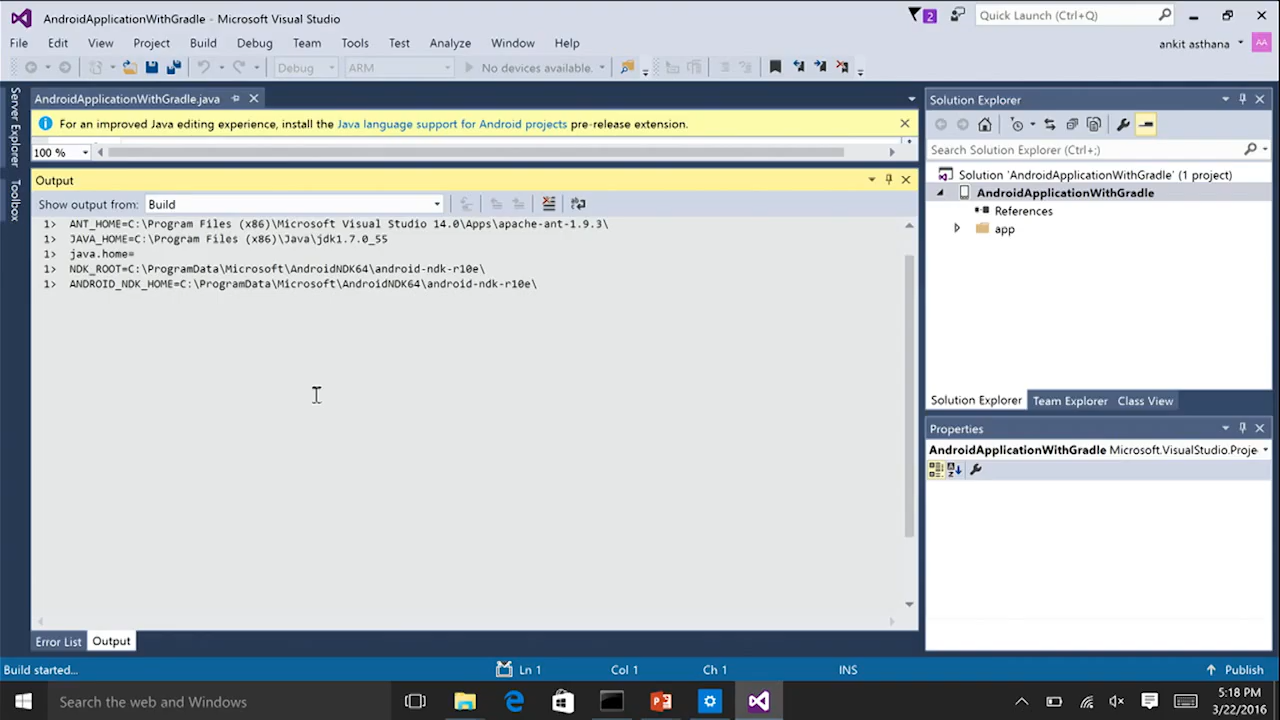 AndroidApplicationWithGradle - Microsoft Visual Studio
2
Quick Launch (Ctrl+Q)
File Edit View Project Build Debug Team Tools Test Analyze Window Help
ankit asthana
AA
Debug ARM No devices available.
Server Explorer
Toolbox
AndroidApplicationWithGradle.java
For an improved Java editing experience, install the Java language support for Android projects pre-release extension.
100 %
Output
Show output from: Build
1> ANT_HOME=C:\Program Files (x86)\Microsoft Visual Studio 14.0\Apps\apache-ant-1.9.3\
1> JAVA_HOME=C:\Program Files (x86)\Java\jdk1.7.0_55
1> java.home=
1> NDK_ROOT=C:\ProgramData\Microsoft\AndroidNDK64\android-ndk-r10e\
1> ANDROID_NDK_HOME=C:\ProgramData\Microsoft\AndroidNDK64\android-ndk-r10e\
Error List Output
Solution Explorer
Search Solution Explorer (Ctrl+;)
Solution 'AndroidApplicationWithGradle' (1 project)
AndroidApplicationWithGradle
References
app
Solution Explorer Team Explorer Class View
Properties
AndroidApplicationWithGradle Microsoft.VisualStudio.Proje
Build started... Ln 1 Col 1 Ch 1 INS Publish
Search the web and Windows
5:18 PM
3/22/2016